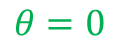 θ = 0